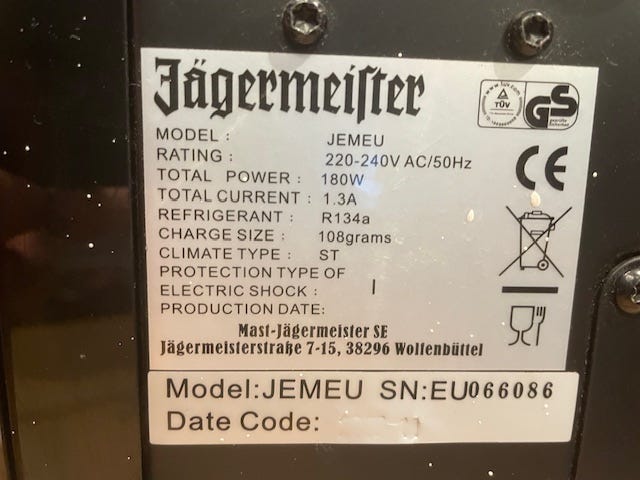 Jägermeiſter
MODEL : JEMEU
RATING : 220-240V AC/50Hz
TOTAL POWER : 180W
TOTAL CURRENT : 1.3A
REFRIGERANT : R134a
CHARGE SIZE : 108grams
CLIMATE TYPE : ST
PROTECTION TYPE OF
ELECTRIC SHOCK : I
PRODUCTION DATE:
Mast-Jägermeister SE
Jägermeisterstraße 7-15, 38296 Wolfenbüttel
TÜV
GS
geprüfte
Sicherheit
CE
Model:JEMEU SN:EU066086
Date Code: